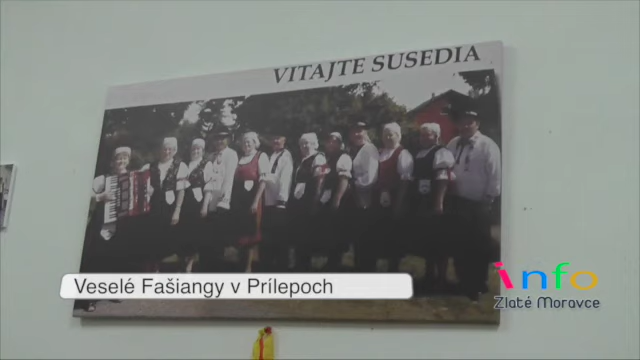 VITAJTE SUSEDIA
Veselé Fašiangy v Prílepoch
info
Zlaté Moravce